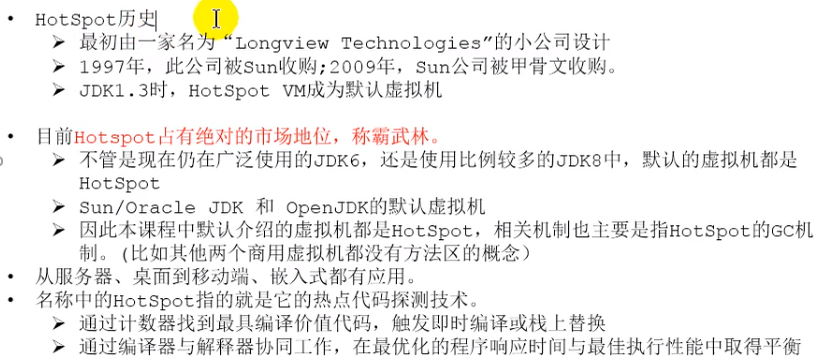 • HotSpot历史
➤ 最初由一家名为“Longview Technologies”的小公司设计
➤ 1997年，此公司被Sun收购;2009年，Sun公司被甲骨文收购。
➤ JDK1.3时，HotSpot VM成为默认虚拟机
• 目前Hotspot占有绝对的市场地位，称霸武林。
➤ 不管是现在仍在广泛使用的JDK6，还是使用比例较多的JDK8中，默认的虚拟机都是
HotSpot
➤ Sun/Oracle JDK 和 OpenJDK的默认虚拟机
➤ 因此本课程中默认介绍的虚拟机都是HotSpot，相关机制也主要是指HotSpot的GC机
制。(比如其他两个商用虚拟机都没有方法区的概念）
• 从服务器、桌面到移动端、嵌入式都有应用。
• 名称中的HotSpot指的就是它的热点代码探测技术。
➤ 通过计数器找到最具编译价值代码，触发即时编译或栈上替换
➤ 通过编译器与解释器协同工作，在最优化的程序响应时间与最佳执行性能中取得平衡